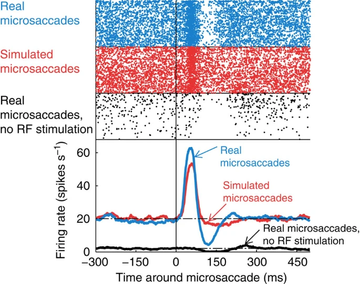 Real
microsaccades
Simulated
microsaccades
Real
microsaccades,
no RF stimulation
Firing rate (spikes s⁻¹)
60
40
20
0
Real
microsaccades
Simulated
microsaccades
Real microsaccades,
no RF stimulation
−300 −150 0 150 300 450
Time around microsaccade (ms)